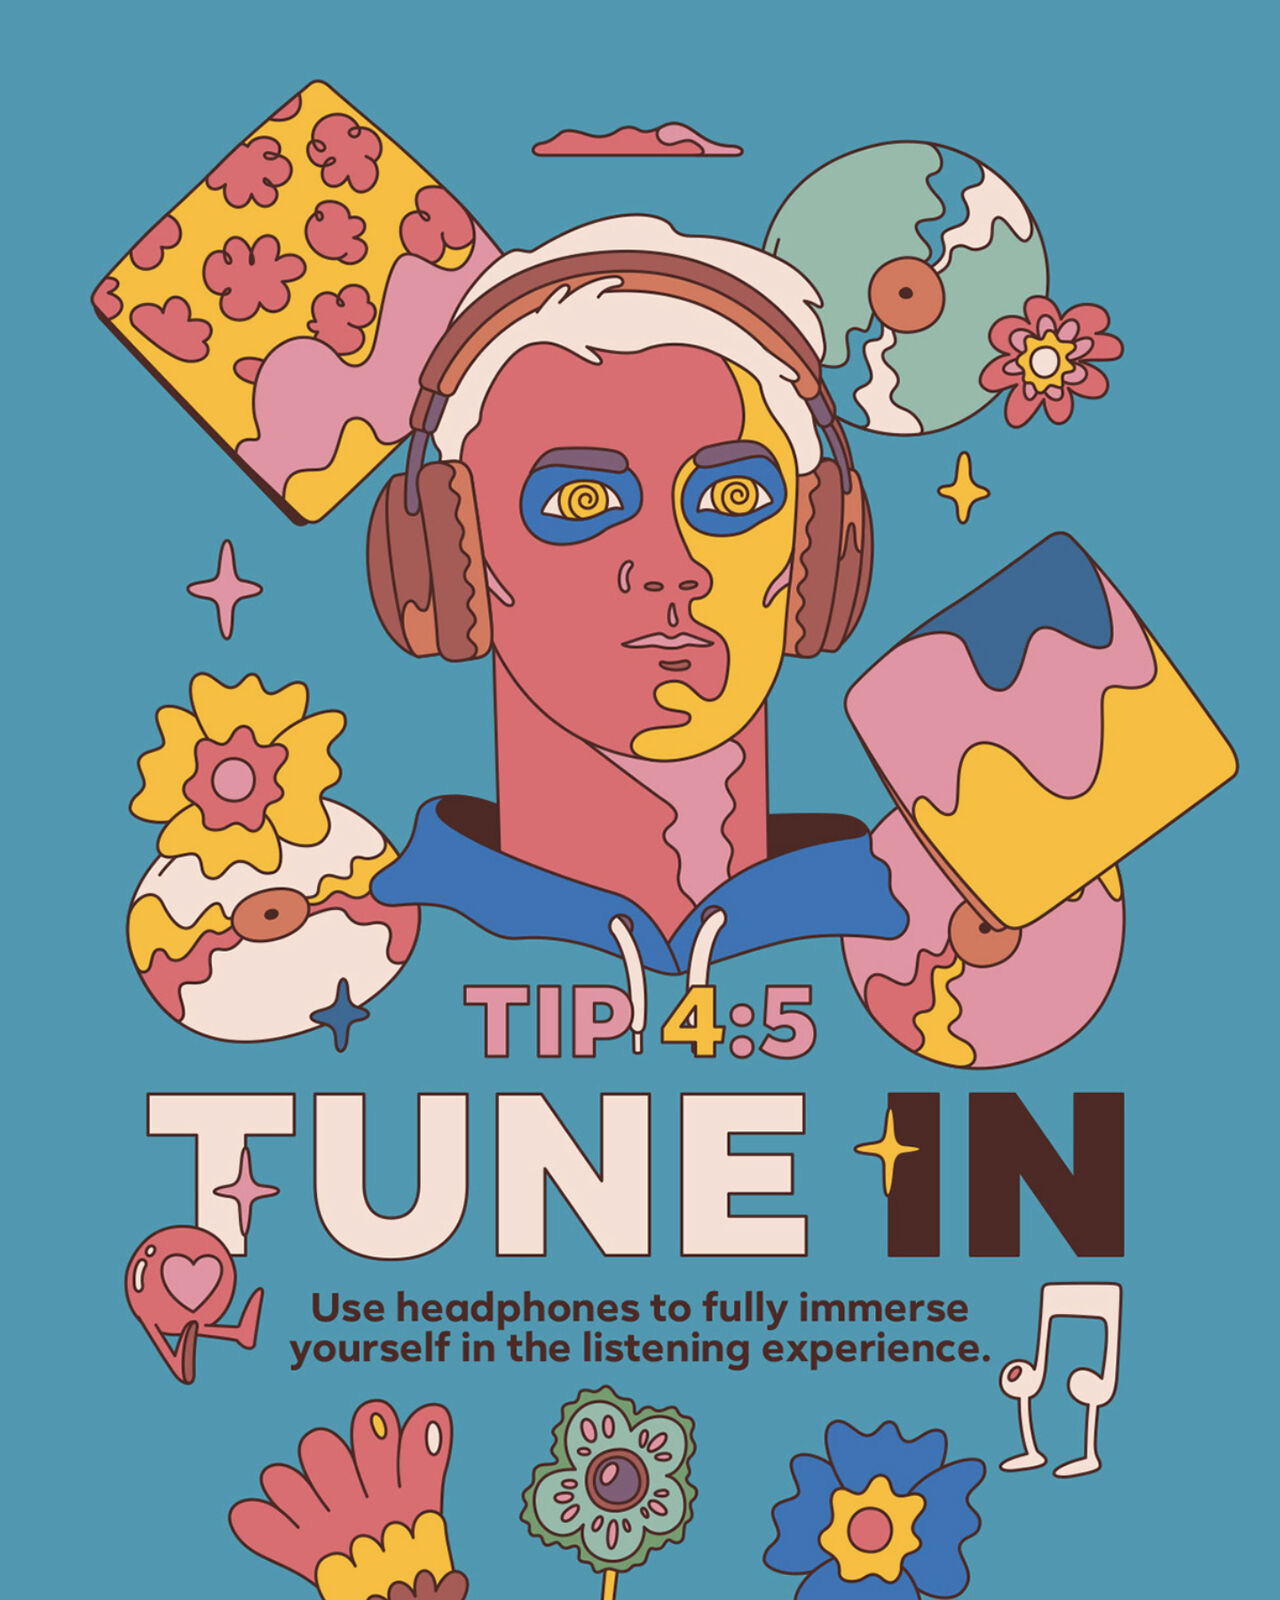 TIP 4:5
TUNE IN
Use headphones to fully immerse
yourself in the listening experience.